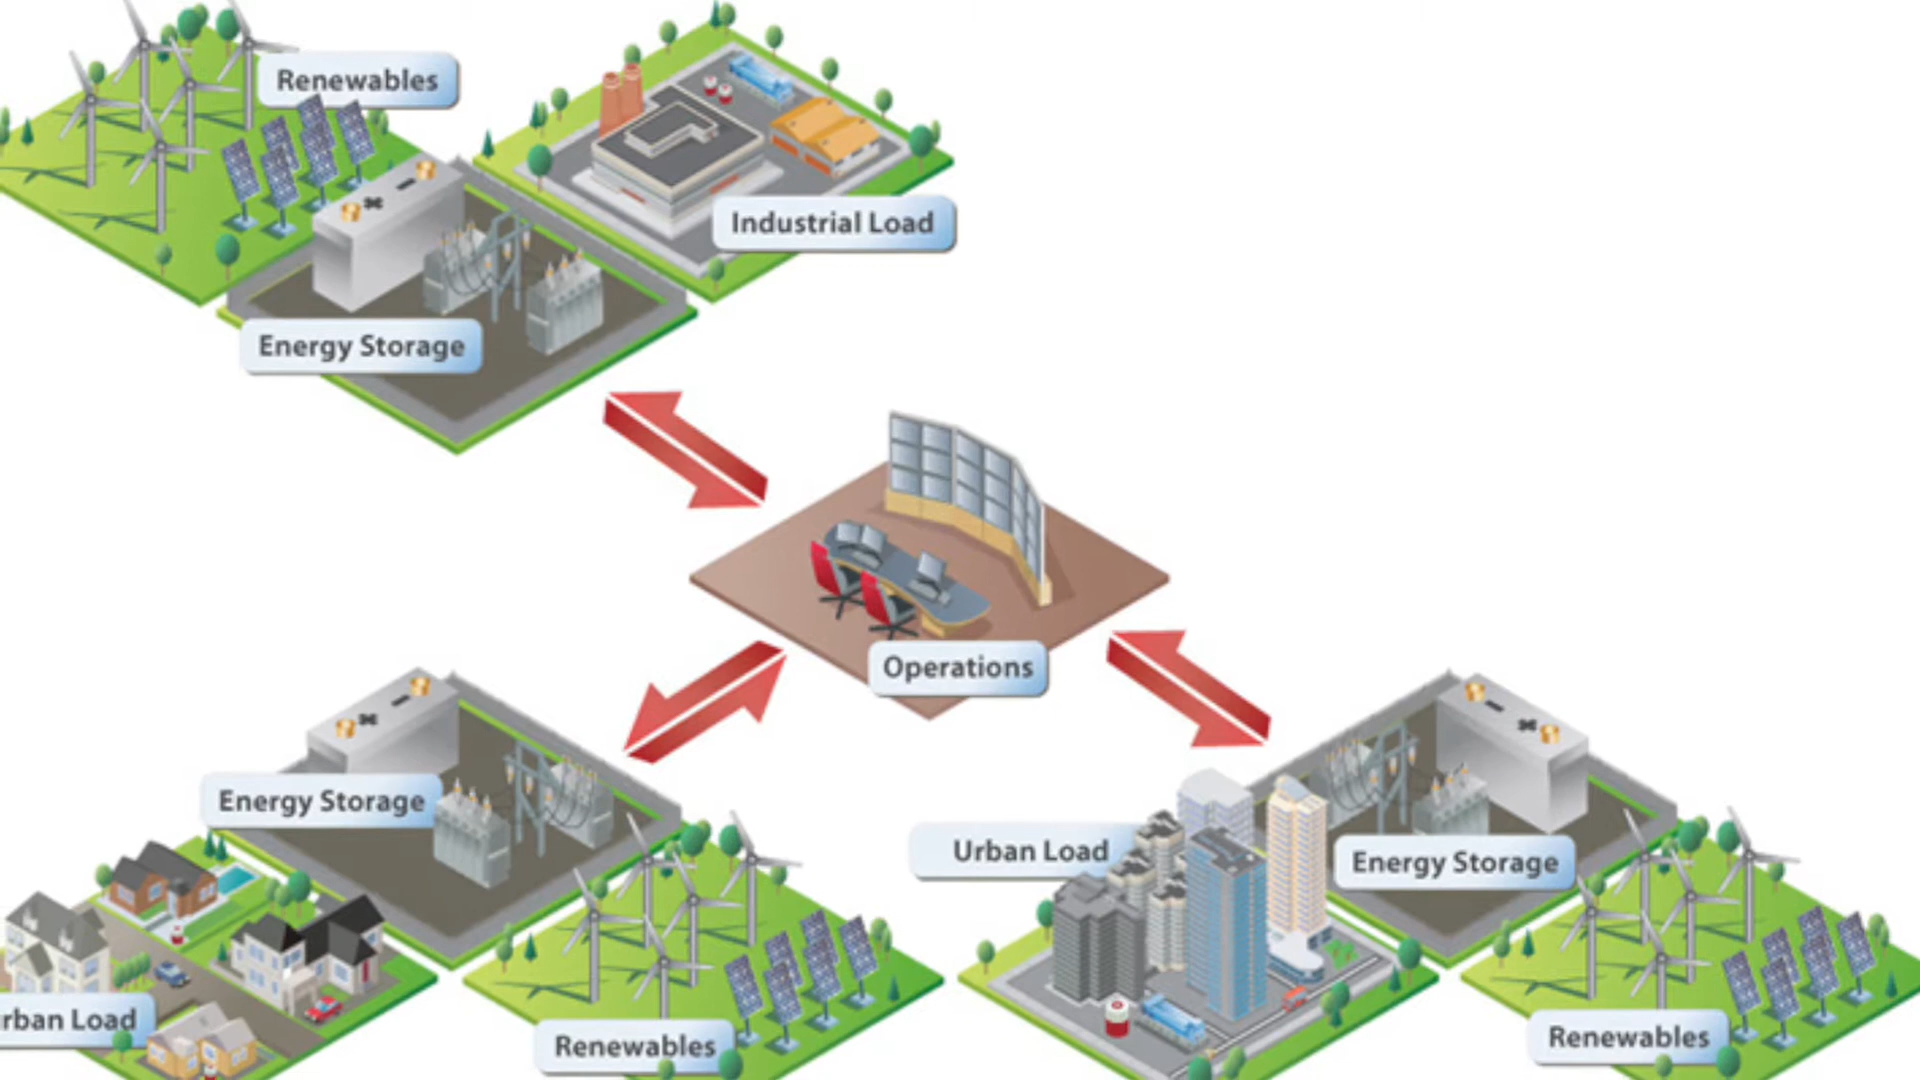 Renewables
Industrial Load
Energy Storage
Operations
Energy Storage
Urban Load
Energy Storage
rban Load
Renewables
Renewables